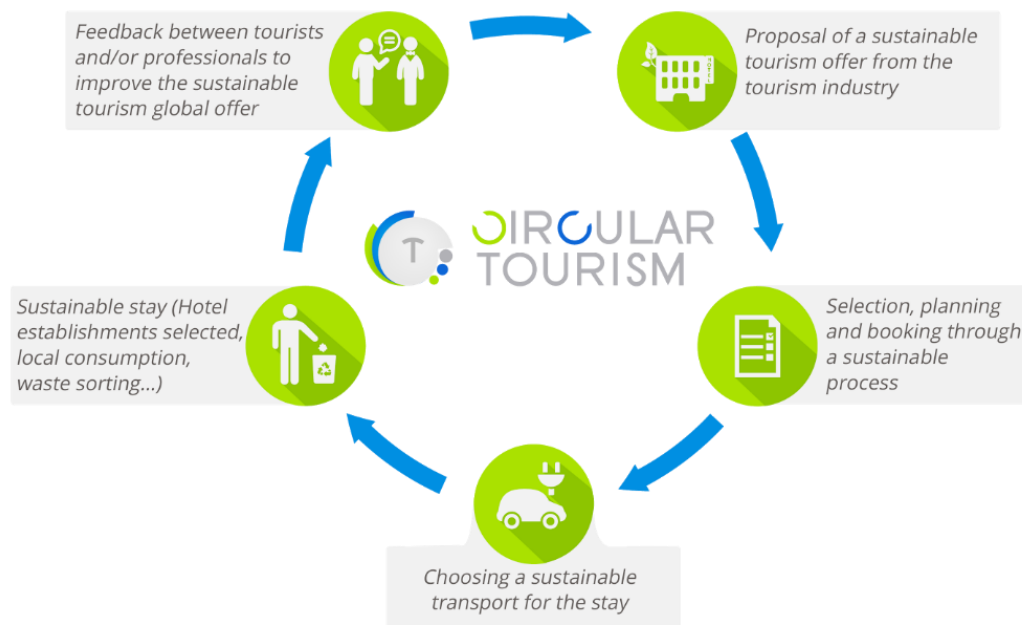 Feedback between tourists
and/or professionals to
improve the sustainable
tourism global offer
Proposal of a sustainable
tourism offer from the
tourism industry
HOTEL
Selection, planning
and booking through
a sustainable
process
Choosing a sustainable
transport for the stay
Sustainable stay (Hotel
establishments selected,
local consumption,
waste sorting...)
T
CIRCULAR
TOURISM